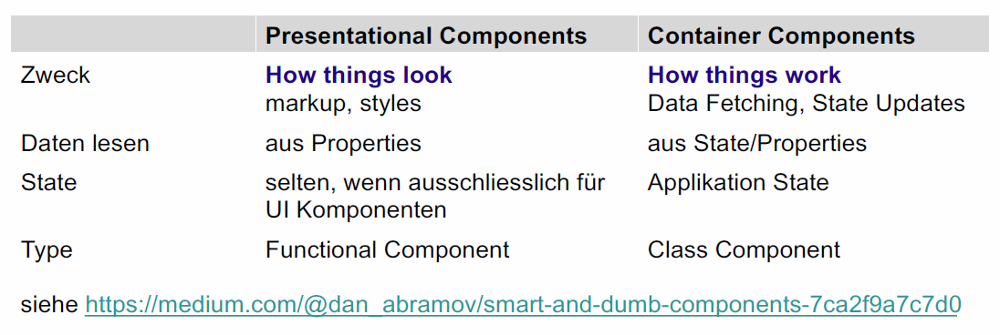 Presentational Components Container Components
Zweck How things look How things work
markup, styles Data Fetching, State Updates
Daten lesen aus Properties aus State/Properties
State selten, wenn ausschliesslich für Applikation State
UI Komponenten
Type Functional Component Class Component
siehe https://medium.com/@dan_abramov/smart-and-dumb-components-7ca2f9a7c7d0